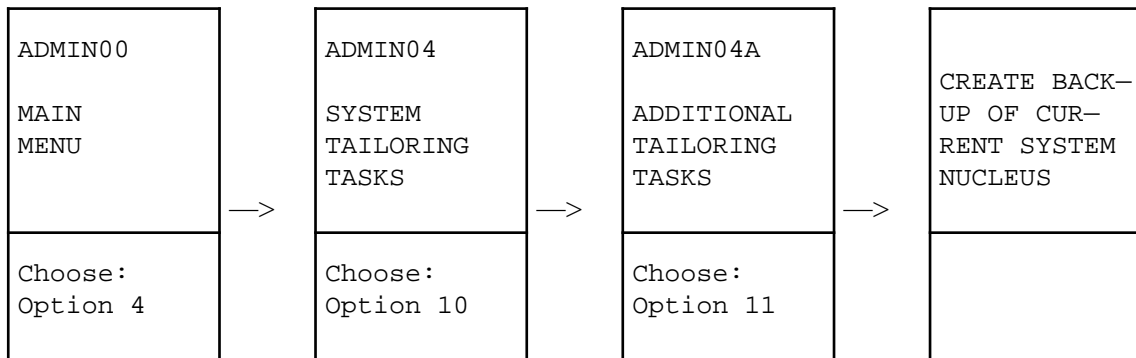 ADMIN00
MAIN
MENU
—>
Choose:
Option 4
ADMIN04
SYSTEM
TAILORING
TASKS
—>
Choose:
Option 10
ADMIN04A
ADDITIONAL
TAILORING
TASKS
—>
Choose:
Option 11
CREATE BACK—
UP OF CUR—
RENT SYSTEM
NUCLEUS